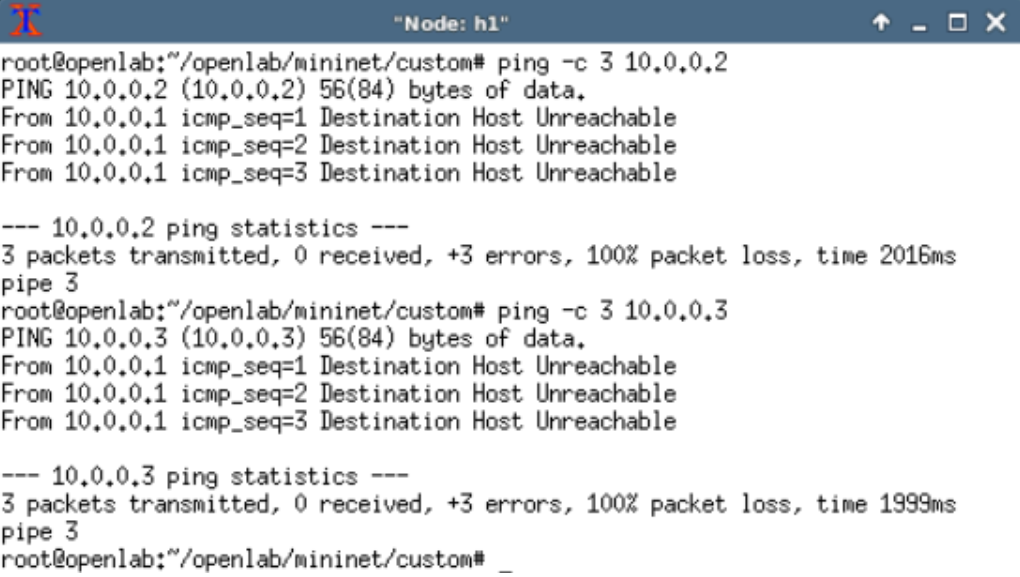 "Node: h1"
root@openlab:~/openlab/mininet/custom# ping -c 3 10.0.0.2
PING 10.0.0.2 (10.0.0.2) 56(84) bytes of data.
From 10.0.0.1 icmp_seq=1 Destination Host Unreachable
From 10.0.0.1 icmp_seq=2 Destination Host Unreachable
From 10.0.0.1 icmp_seq=3 Destination Host Unreachable
--- 10.0.0.2 ping statistics ---
3 packets transmitted, 0 received, +3 errors, 100% packet loss, time 2016ms
pipe 3
root@openlab:~/openlab/mininet/custom# ping -c 3 10.0.0.3
PING 10.0.0.3 (10.0.0.3) 56(84) bytes of data.
From 10.0.0.1 icmp_seq=1 Destination Host Unreachable
From 10.0.0.1 icmp_seq=2 Destination Host Unreachable
From 10.0.0.1 icmp_seq=3 Destination Host Unreachable
--- 10.0.0.3 ping statistics ---
3 packets transmitted, 0 received, +3 errors, 100% packet loss, time 1999ms
pipe 3
root@openlab:~/openlab/mininet/custom# _